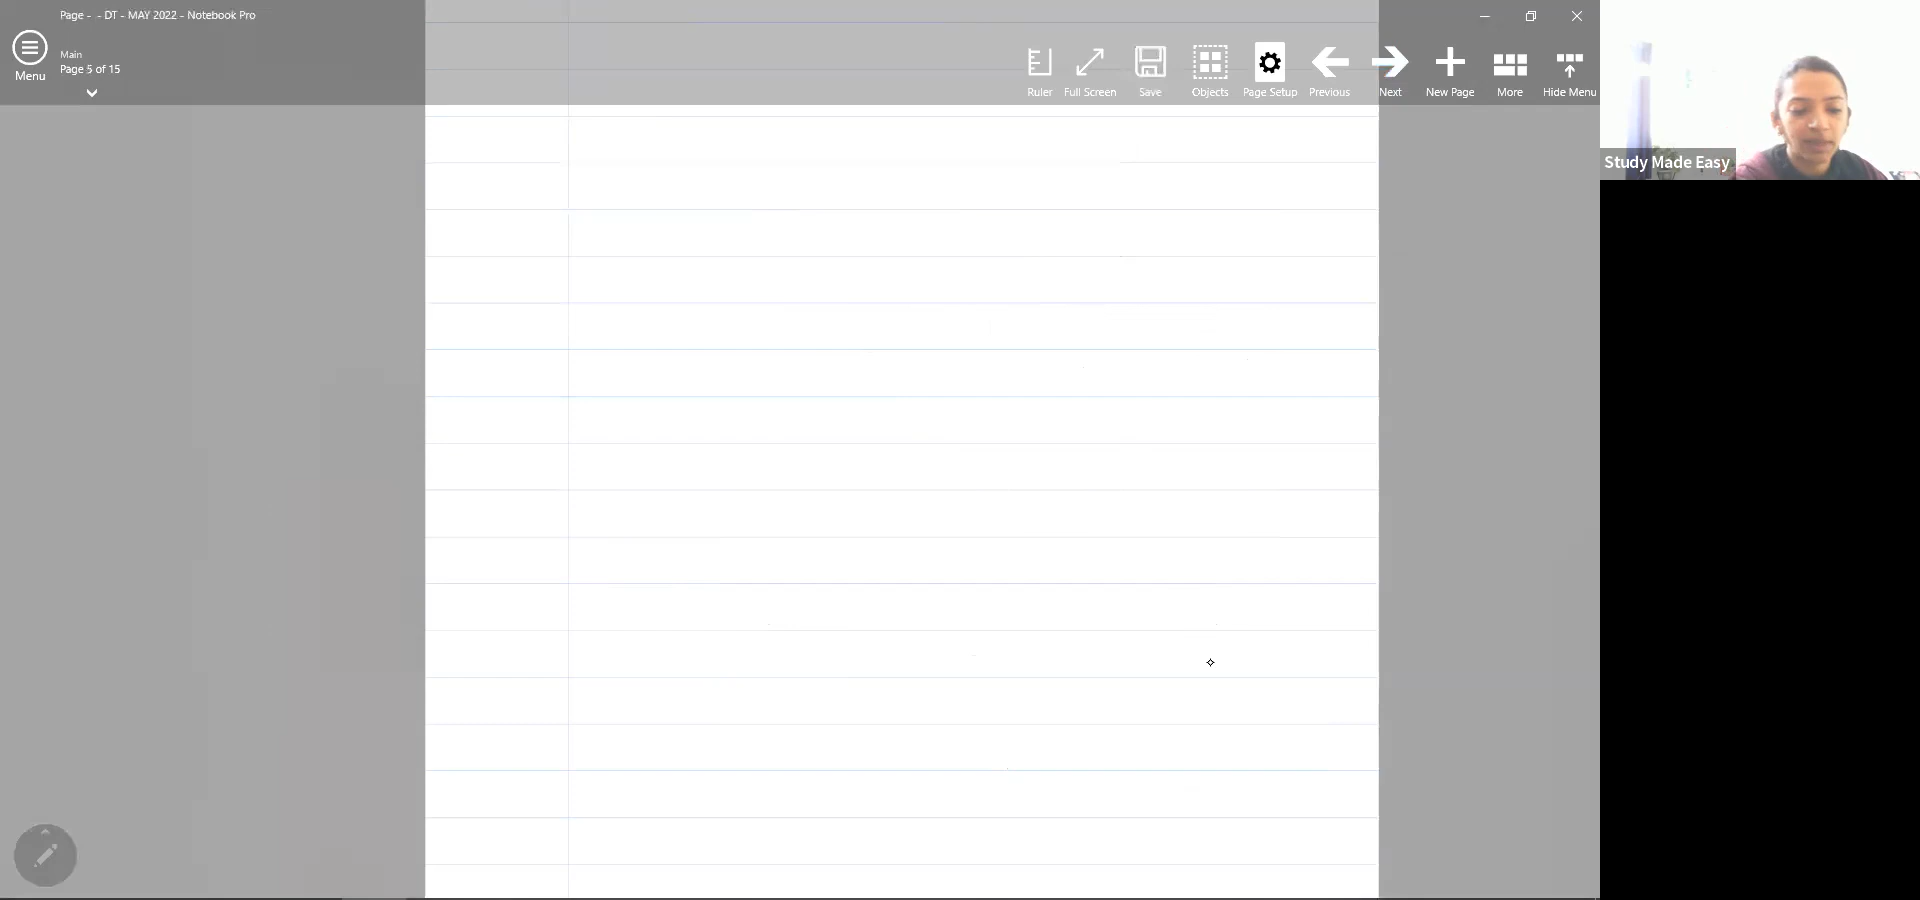 Page - - DT - MAY 2022 - Notebook Pro
Main
Page 5 of 15
Menu
Ruler
Full Screen
Save
Objects
Page Setup
Previous
Next
New Page
More
Hide Menu
Study Made Easy